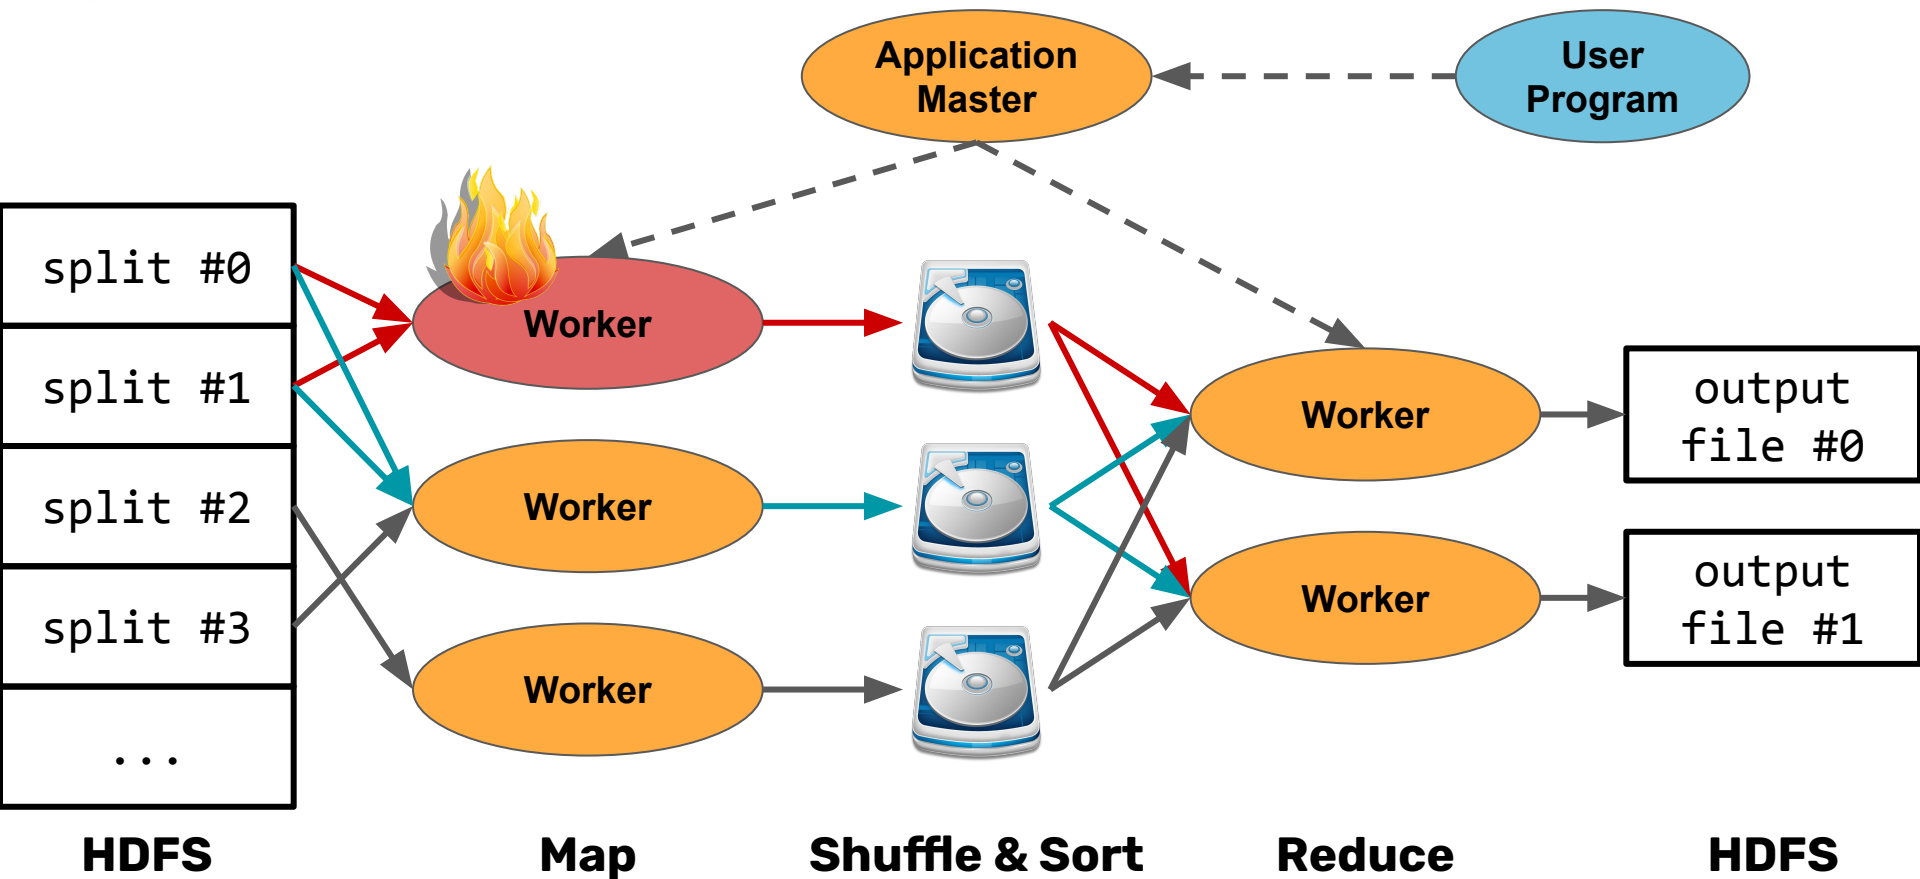 Application
Master
User
Program
split #0
split #1
split #2
split #3
...
Worker
Worker
Worker
Worker
Worker
output
file #0
output
file #1
HDFS
Map
Shuffle & Sort
Reduce
HDFS